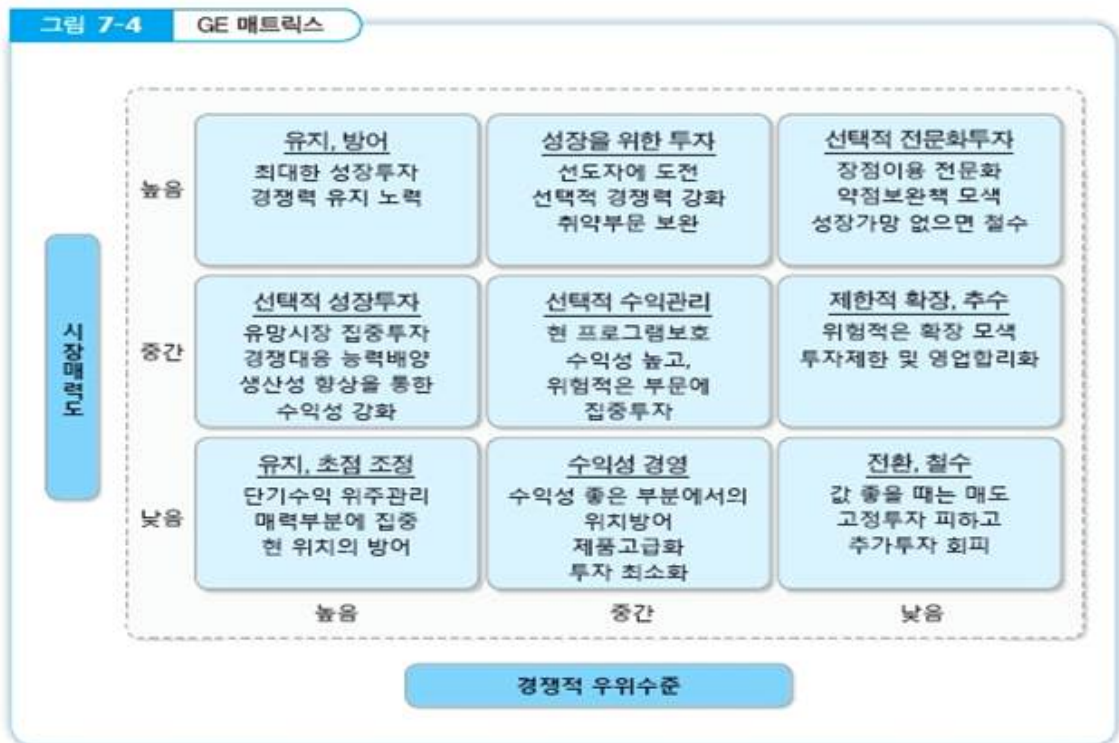 그림 7-4 GE 매트릭스
높음
유지, 방어
최대한 성장투자
경쟁력 유지 노력
성장을 위한 투자
선도자에 도전
선택적 경쟁력 강화
취약부문 보완
선택적 전문화투자
장점이용 전문화
약점보완책 모색
성장가망 없으면 철수
시장매력도
중간
선택적 성장투자
유망시장 집중투자
경쟁대응 능력배양
생산성 향상을 통한
수익성 강화
선택적 수익관리
현 프로그램보호
수익성 높고,
위험적은 부문에
집중투자
제한적 확장, 추수
위험적은 확장 모색
투자제한 및 영업합리화
낮음
유지, 초점 조정
단기수익 위주관리
매력부분에 집중
현 위치의 방어
수익성 경영
수익성 좋은 부분에서의
위치방어
제품고급화
투자 최소화
전환, 철수
값 좋을 때는 매도
고정투자 피하고
추가투자 회피
높음
중간
낮음
경쟁적 우위수준